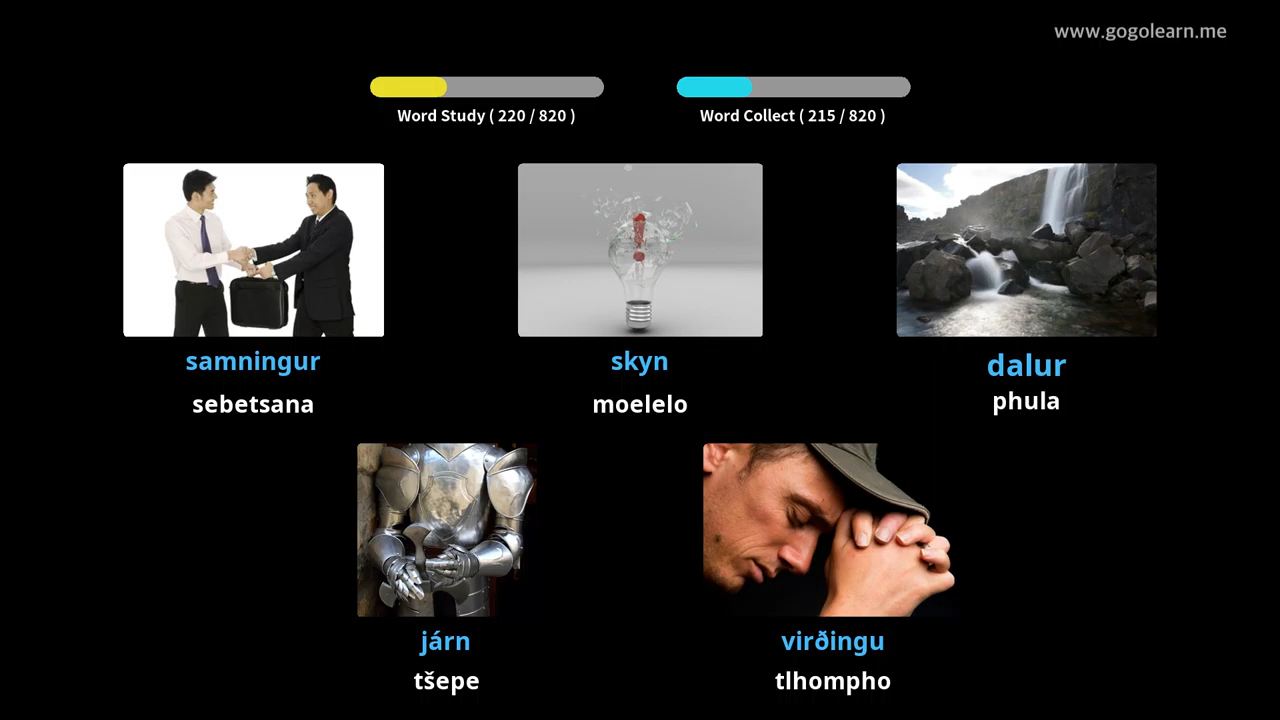 www.gogolearn.me
Word Study ( 220 / 820 )
Word Collect ( 215 / 820 )
samningur
sebetsana
skyn
moelelo
dalur
phula
járn
tšepe
virðingu
tlhompho